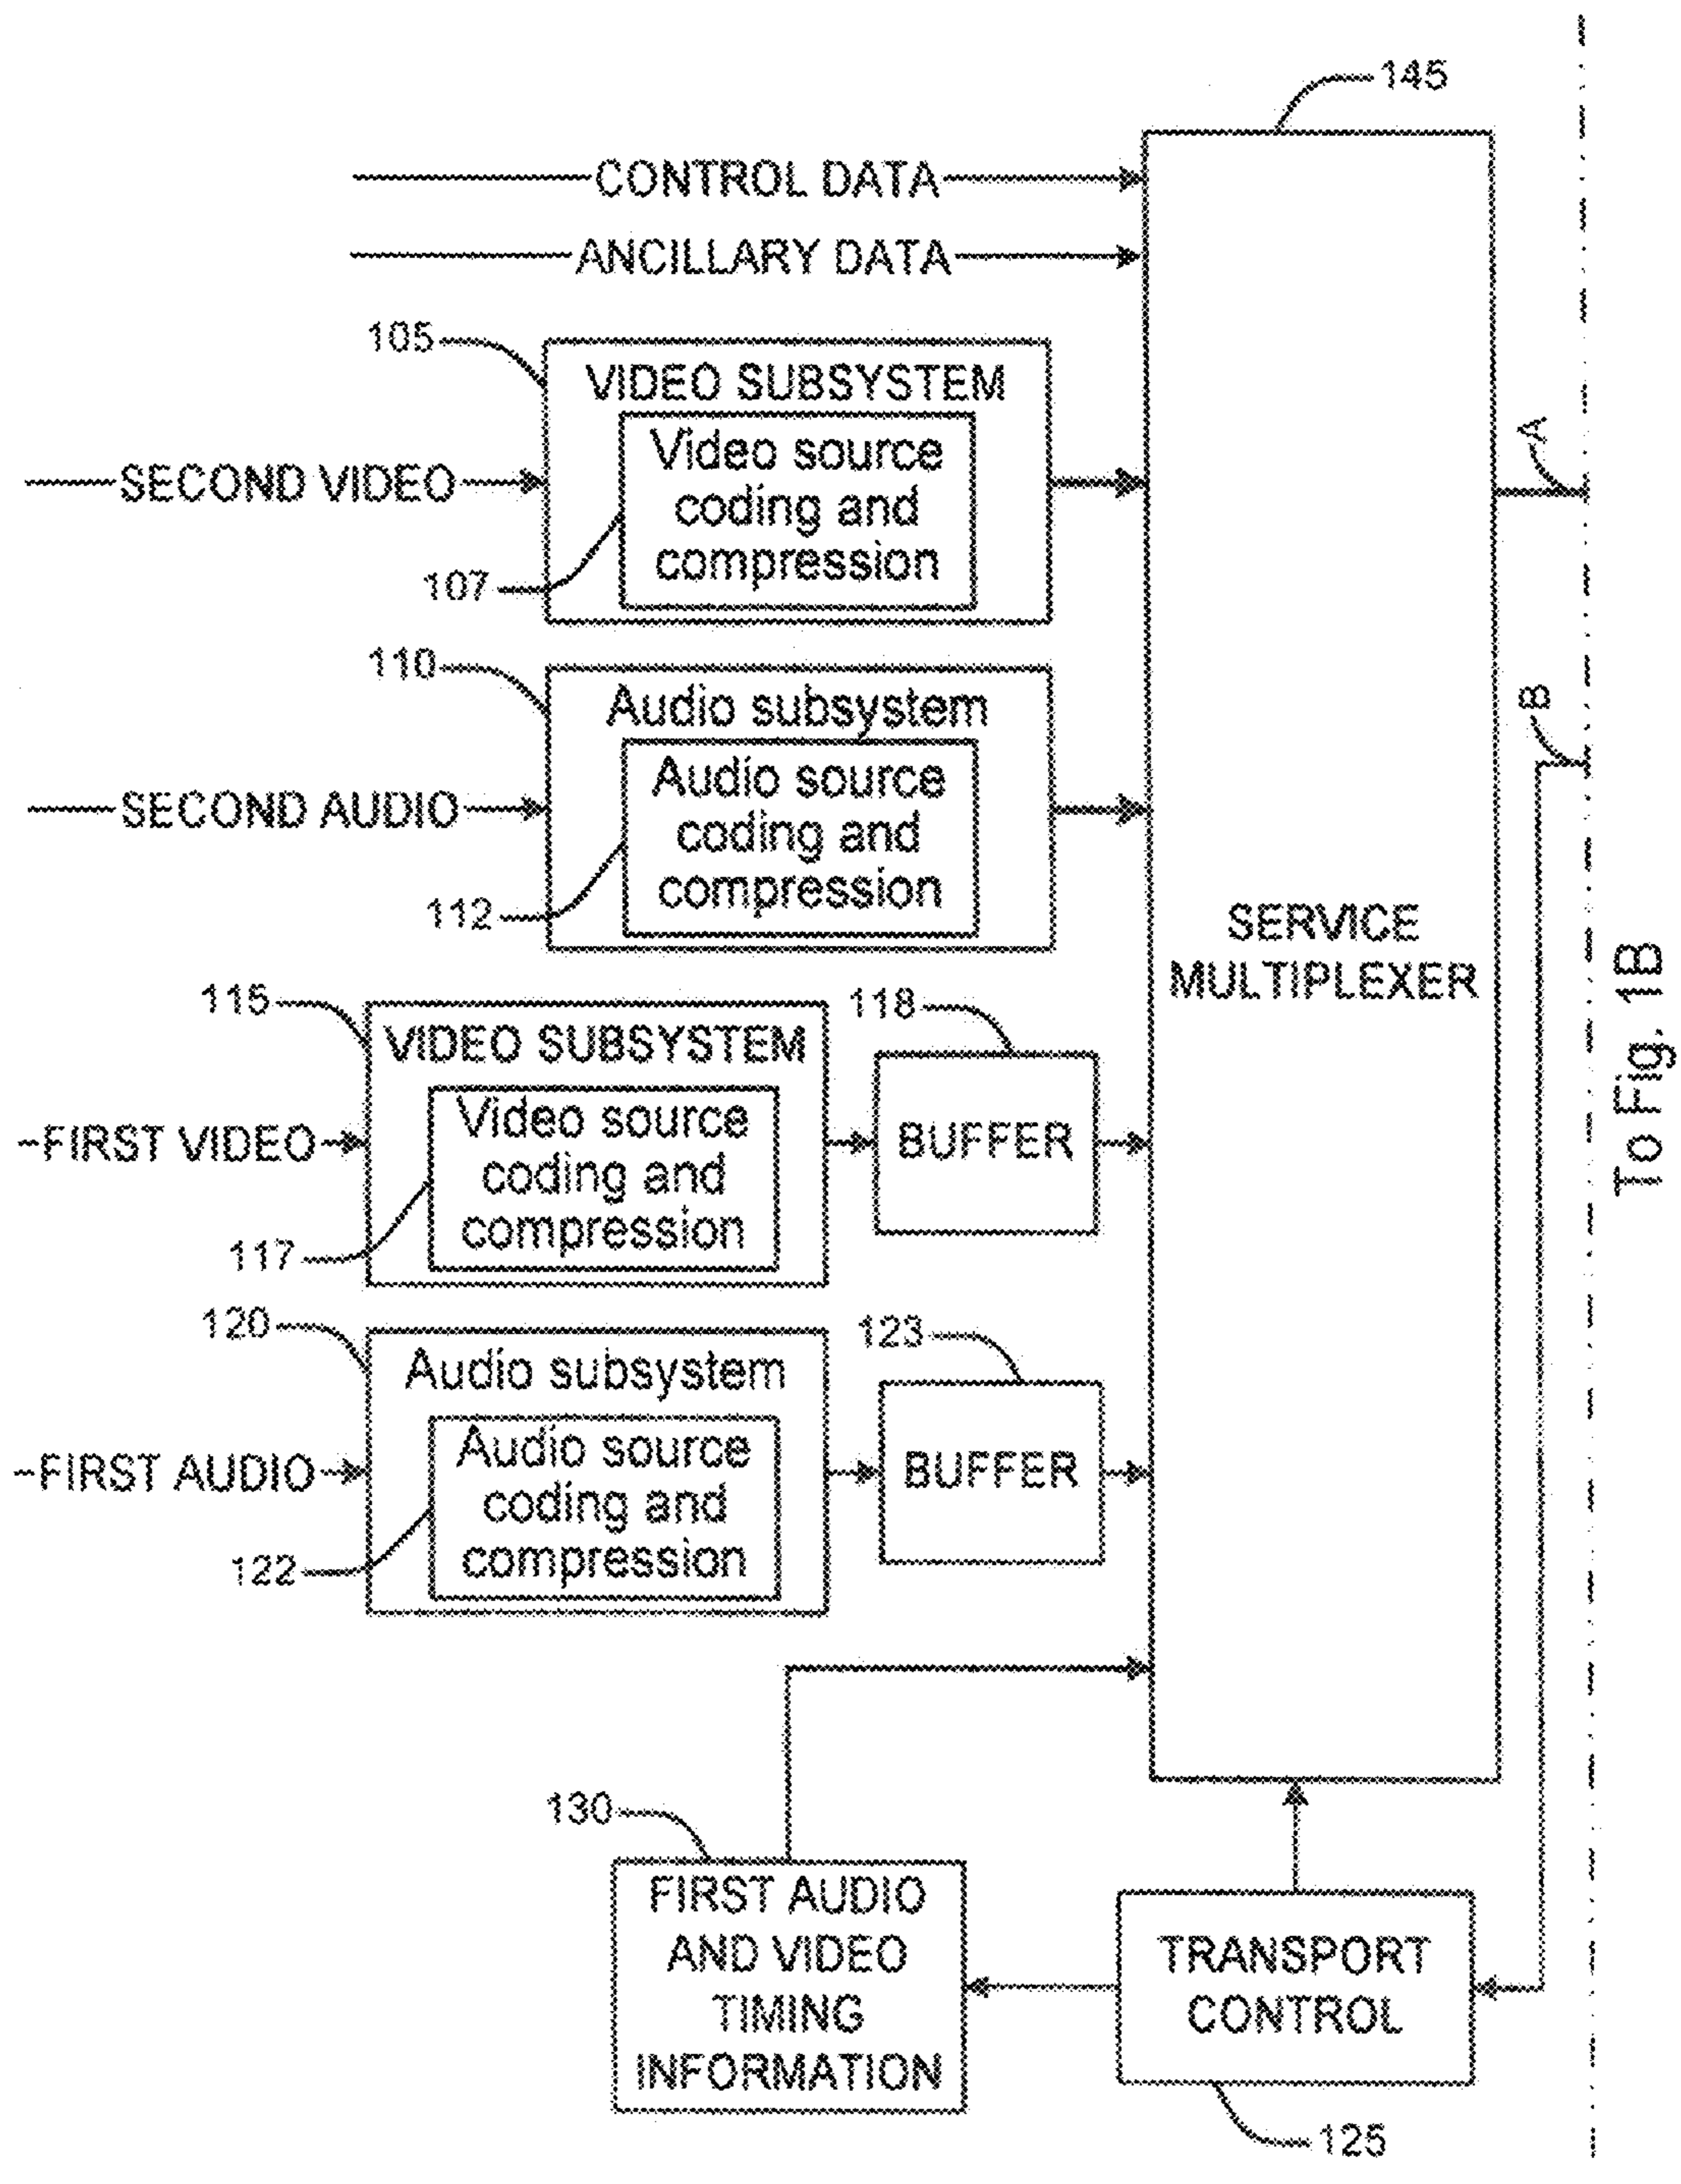 145
CONTROL DATA
ANCILLARY DATA
105
VIDEO SUBSYSTEM
Video source
coding and
compression
SECOND VIDEO
107
A
110
Audio subsystem
Audio source
coding and
compression
SECOND AUDIO
112
B
SERVICE
MULTIPLEXER
To Fig. 1B
115
VIDEO SUBSYSTEM
Video source
coding and
compression
FIRST VIDEO
117
118
BUFFER
120
Audio subsystem
Audio source
coding and
compression
FIRST AUDIO
122
123
BUFFER
130
FIRST AUDIO
AND VIDEO
TIMING
INFORMATION
TRANSPORT
CONTROL
125